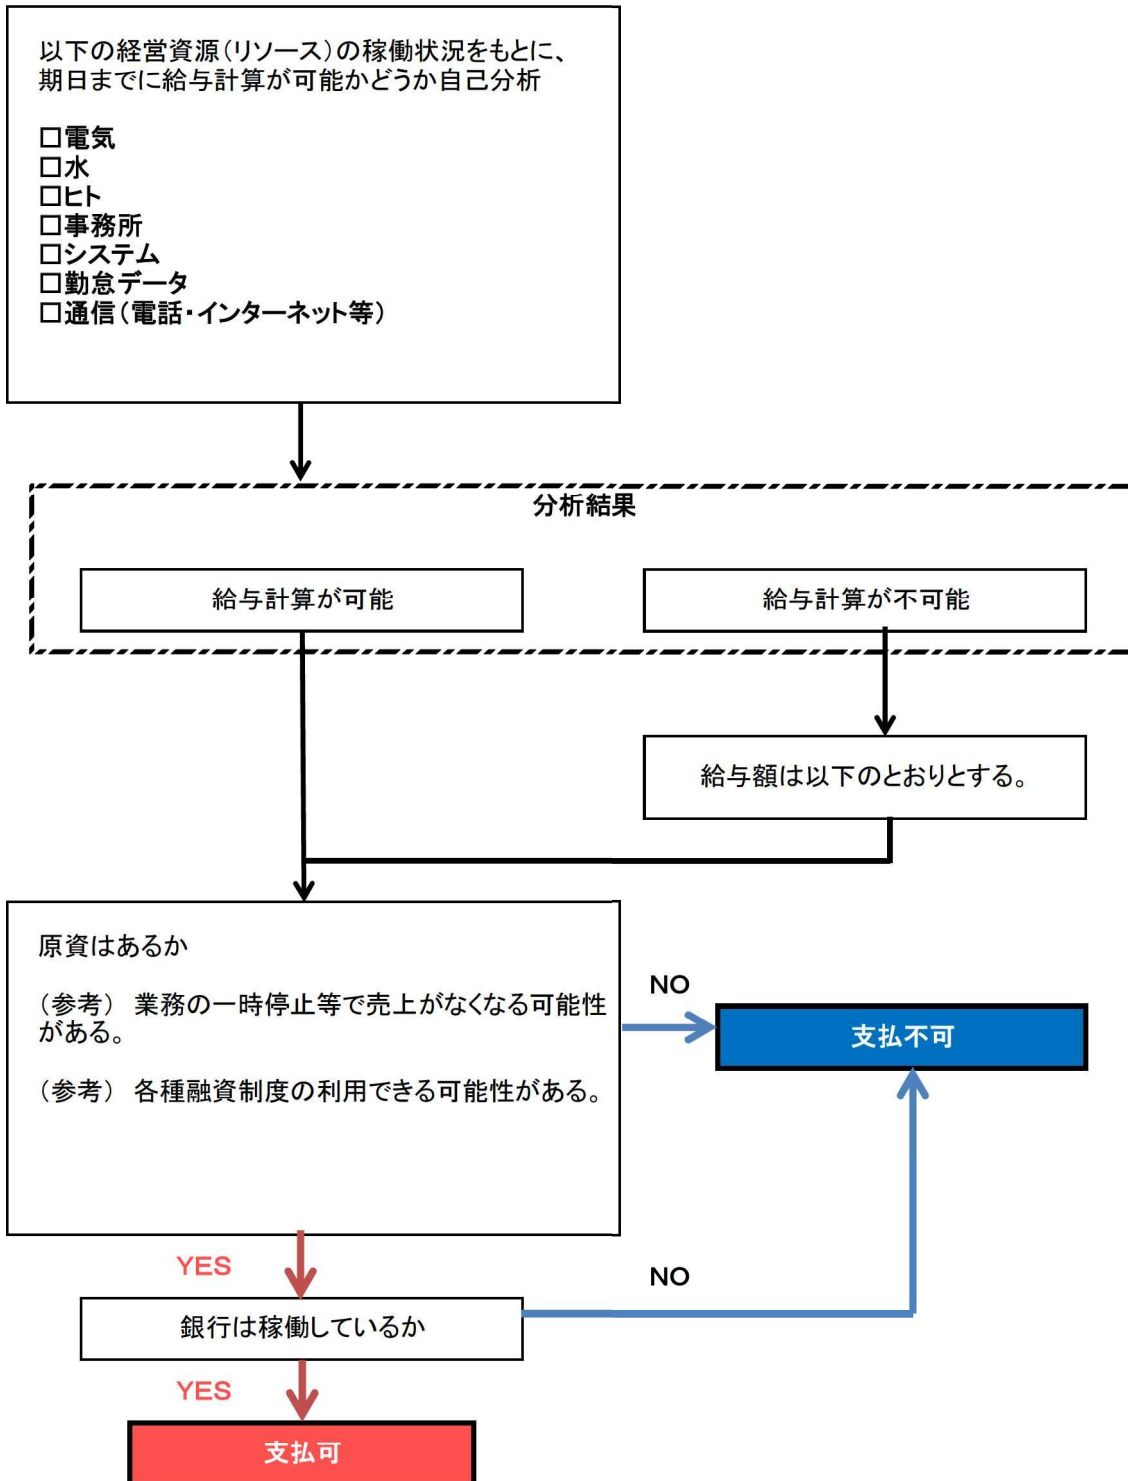 以下の経営資源(リソース)の稼働状況をもとに、
期日までに給与計算が可能かどうか自己分析
□電気
□水
□ヒト
□事務所
□システム
□勤怠データ
□通信(電話・インターネット等)
分析結果
給与計算が可能
給与計算が不可能
給与額は以下のとおりとする。
原資はあるか
(参考) 業務の一時停止等で売上がなくなる可能性
がある。
(参考) 各種融資制度の利用できる可能性がある。
NO
支払不可
YES
NO
銀行は稼働しているか
YES
支払可